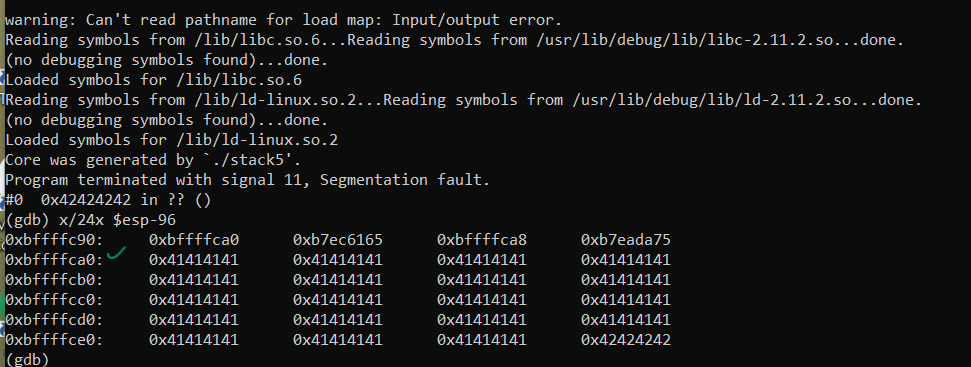 warning: Can't read pathname for load map: Input/output error.
Reading symbols from /lib/libc.so.6...Reading symbols from /usr/lib/debug/lib/libc-2.11.2.so...done.
(no debugging symbols found)...done.
Loaded symbols for /lib/libc.so.6
Reading symbols from /lib/ld-linux.so.2...Reading symbols from /usr/lib/debug/lib/ld-2.11.2.so...done.
(no debugging symbols found)...done.
Loaded symbols for /lib/ld-linux.so.2
Core was generated by `./stack5'.
Program terminated with signal 11, Segmentation fault.
#0  0x42424242 in ?? ()
(gdb) x/24x $esp-96
0xbffffc90:     0xbffffca0      0xb7ec6165      0xbffffca8      0xb7eada75
0xbffffca0:     0x41414141      0x41414141      0x41414141      0x41414141
0xbffffcb0:     0x41414141      0x41414141      0x41414141      0x41414141
0xbffffcc0:     0x41414141      0x41414141      0x41414141      0x41414141
0xbffffcd0:     0x41414141      0x41414141      0x41414141      0x41414141
0xbffffce0:     0x41414141      0x41414141      0x41414141      0x42424242
(gdb)